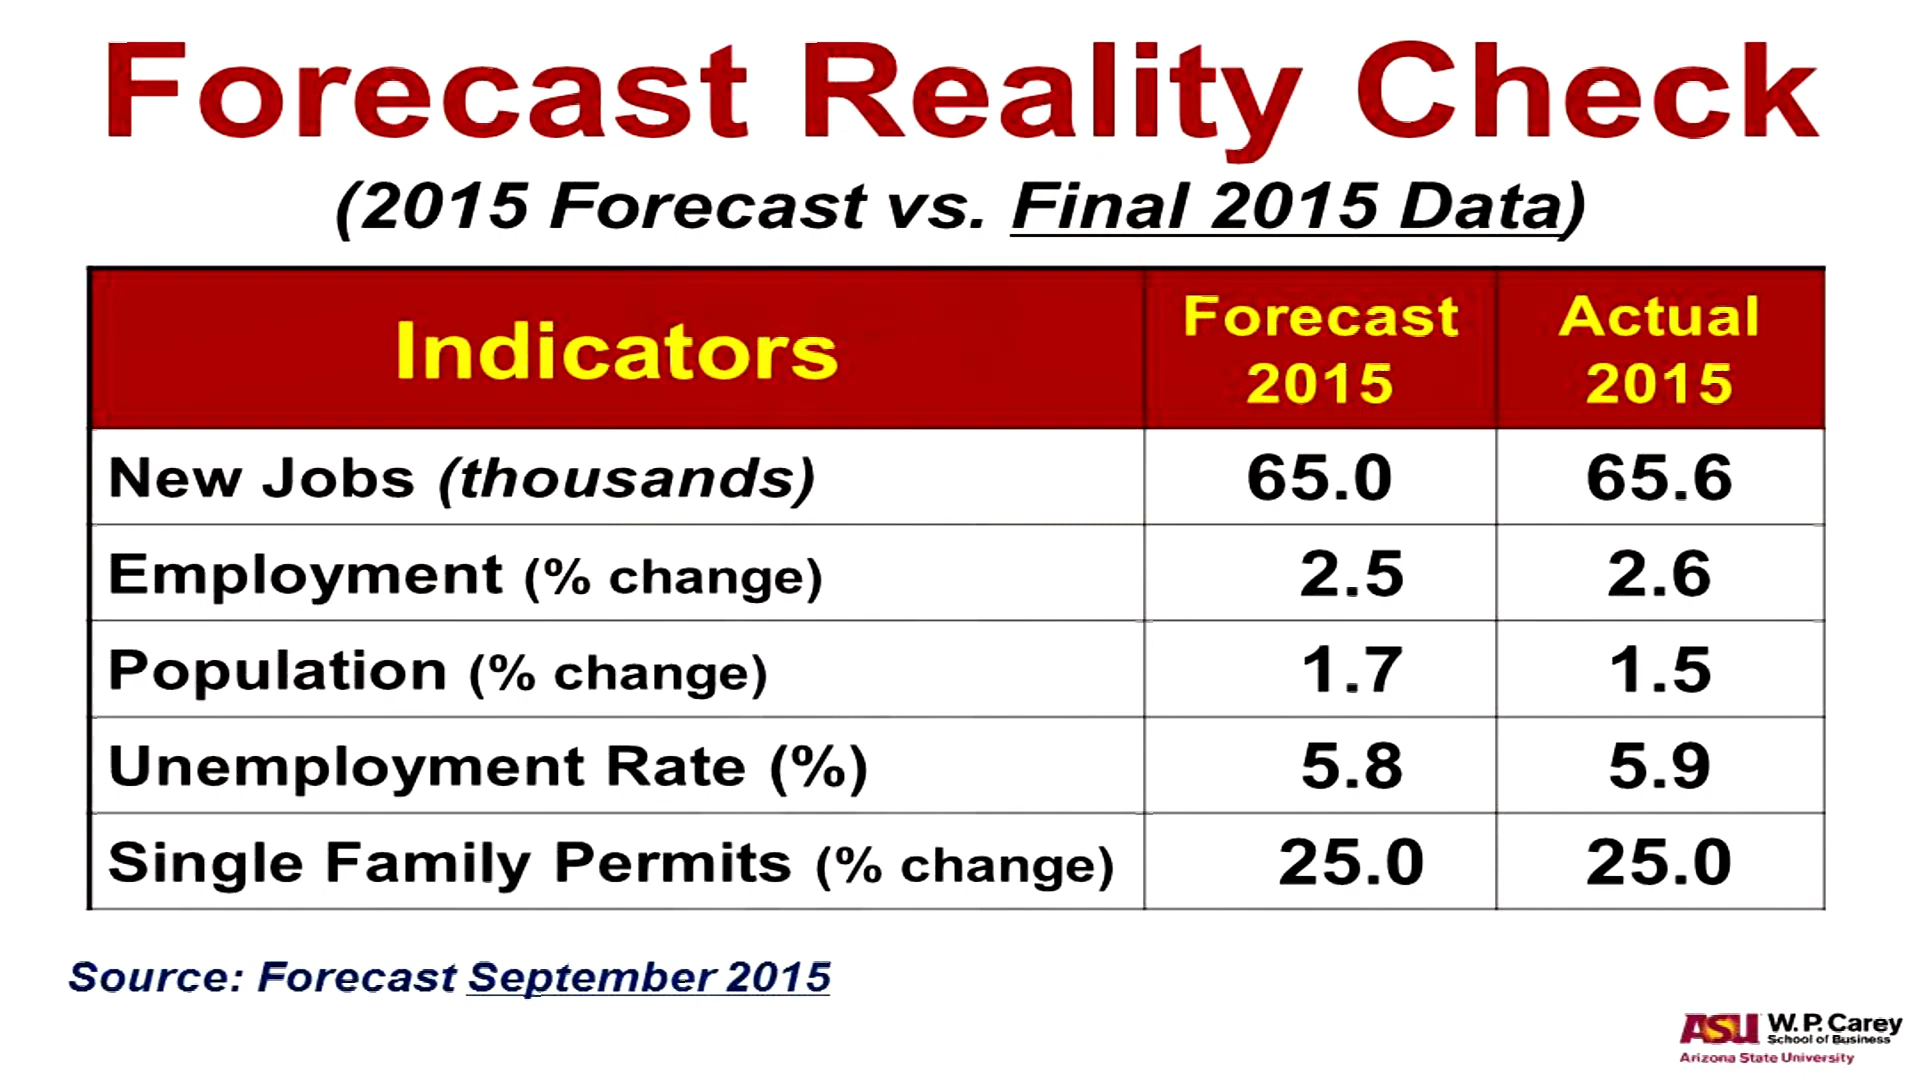 Forecast Reality Check
(2015 Forecast vs. Final 2015 Data)
Indicators
Forecast 2015
Actual 2015
New Jobs (thousands) 65.0 65.6
Employment (% change) 2.5 2.6
Population (% change) 1.7 1.5
Unemployment Rate (%) 5.8 5.9
Single Family Permits (% change) 25.0 25.0
Source: Forecast September 2015
ASU W. P. Carey
School of Business
Arizona State University